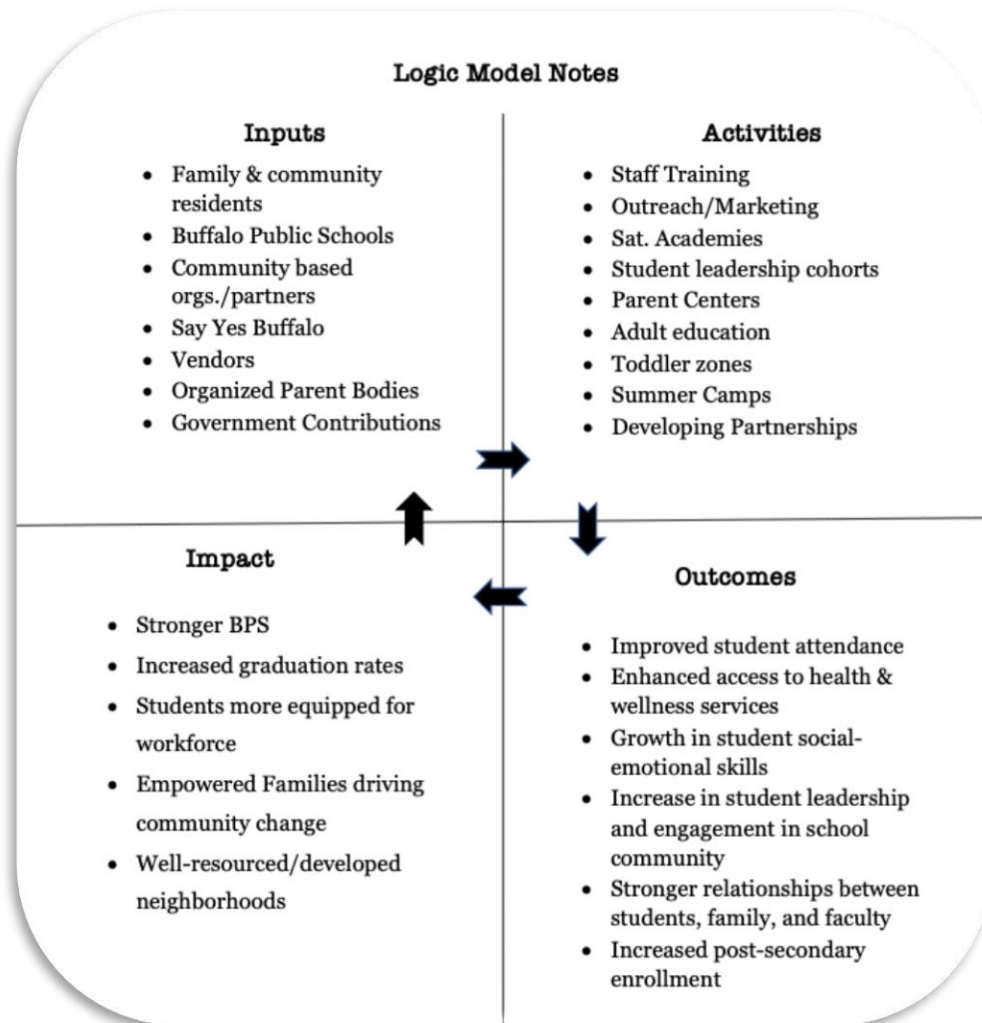 Logic Model Notes
Inputs
• Family & community
residents
• Buffalo Public Schools
• Community based
orgs./partners
• Say Yes Buffalo
• Vendors
• Organized Parent Bodies
• Government Contributions
Activities
• Staff Training
• Outreach/Marketing
• Sat. Academies
• Student leadership cohorts
• Parent Centers
• Adult education
• Toddler zones
• Summer Camps
• Developing Partnerships
Impact
• Stronger BPS
• Increased graduation rates
• Students more equipped for
workforce
• Empowered Families driving
community change
• Well-resourced/developed
neighborhoods
Outcomes
• Improved student attendance
• Enhanced access to health &
wellness services
• Growth in student social-
emotional skills
• Increase in student leadership
and engagement in school
community
• Stronger relationships between
students, family, and faculty
• Increased post-secondary
enrollment